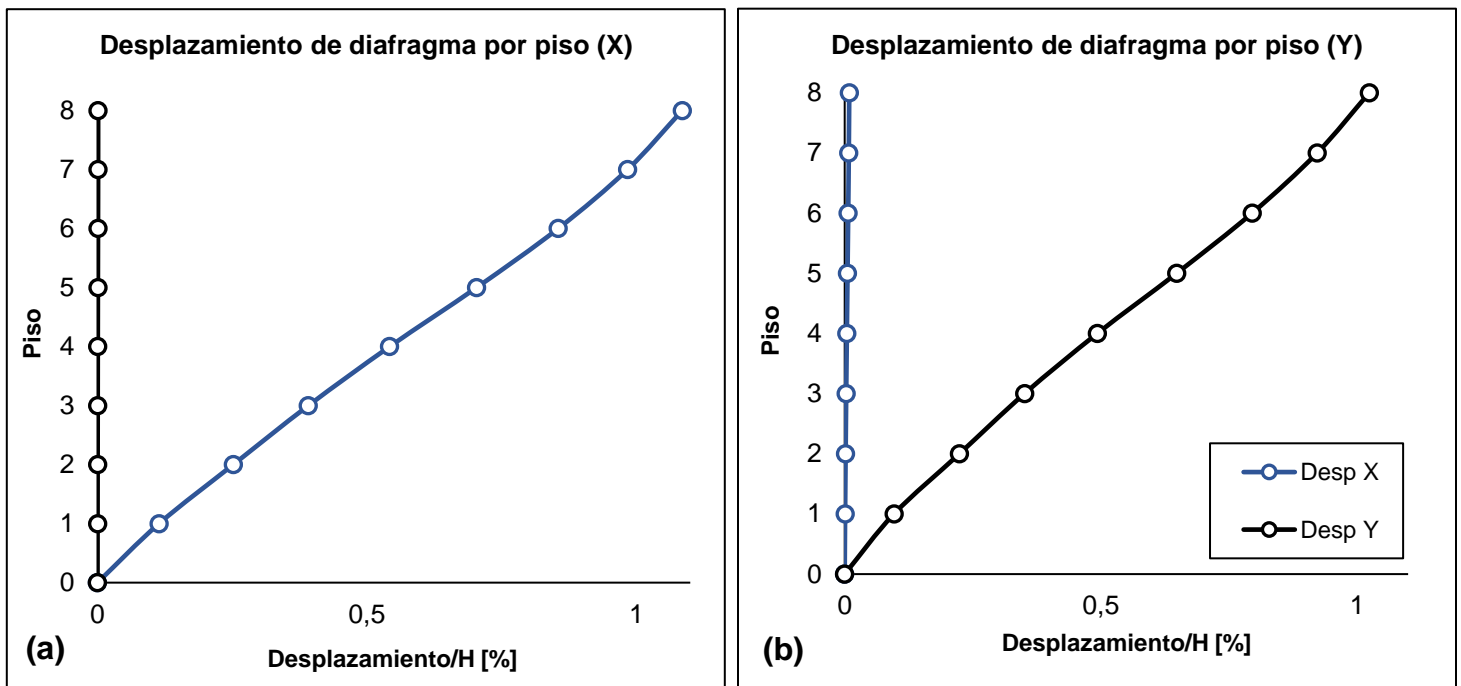 Desplazamiento de diafragma por piso (X)
8
7
6
5
4
3
2
1
0
Piso
0
0,5
1
Desplazamiento/H [%]
(a)
Desplazamiento de diafragma por piso (Y)
8
7
6
5
4
3
2
1
0
Piso
Desp X
Desp Y
0
0,5
1
Desplazamiento/H [%]
(b)